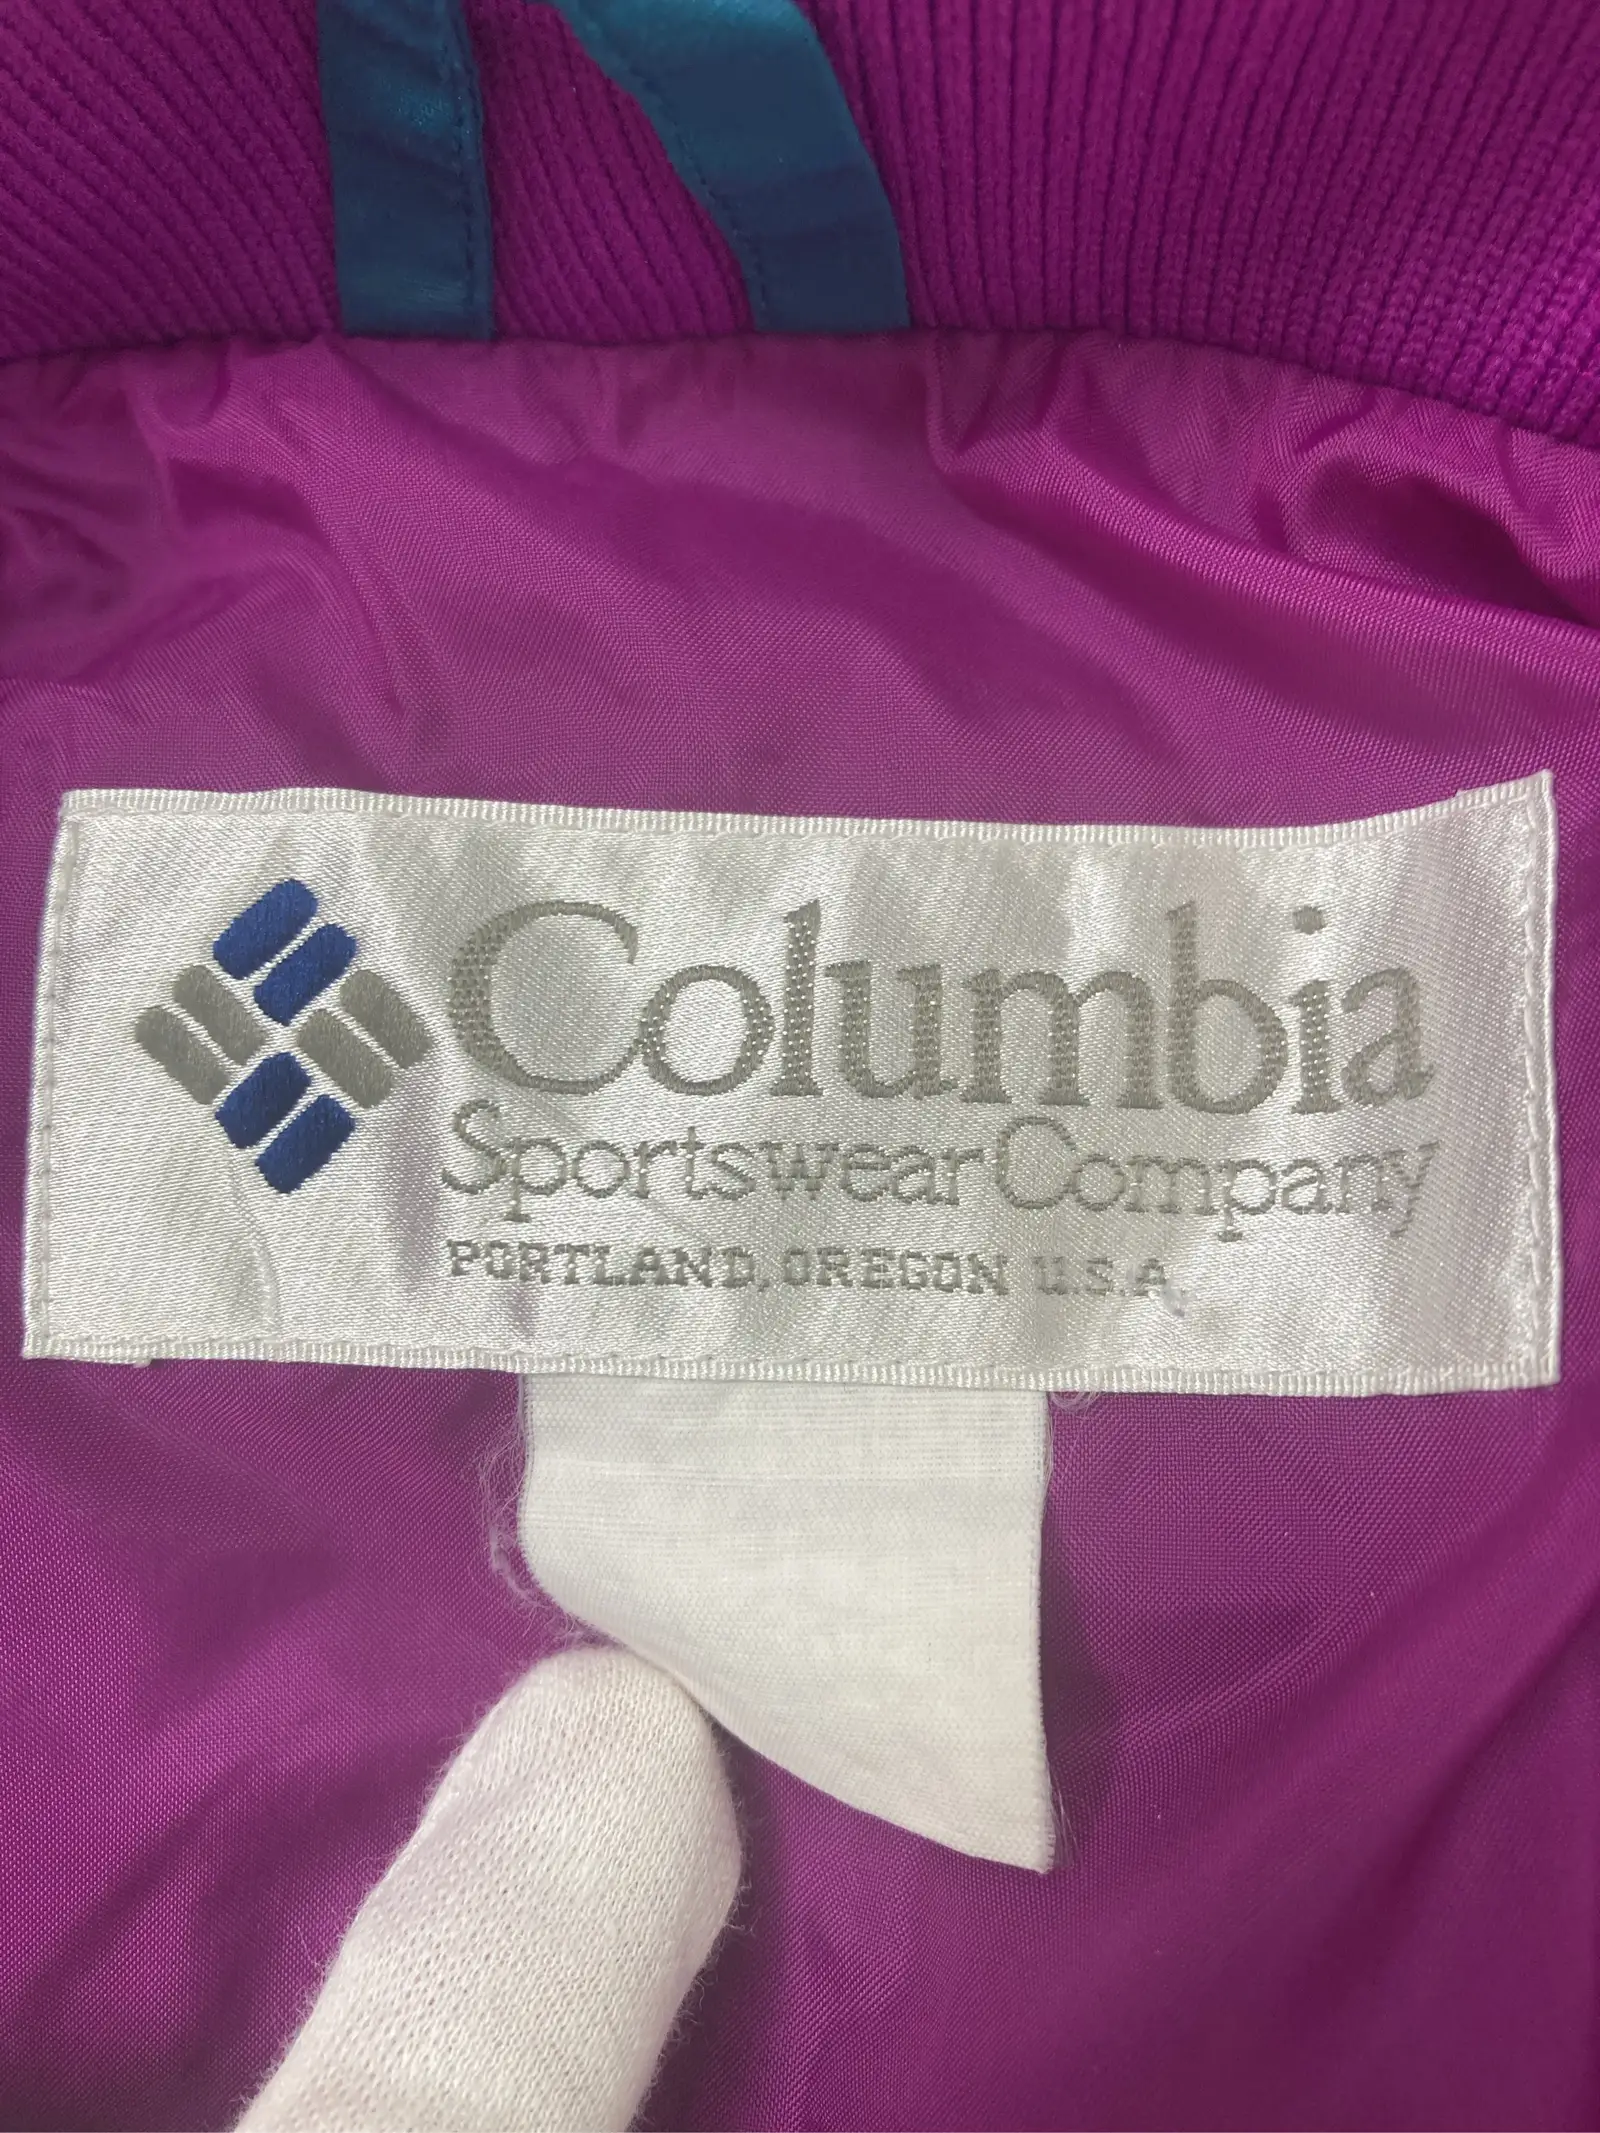 Columbia
Sportswear Company
PORTLAND, OREGON U.S.A.